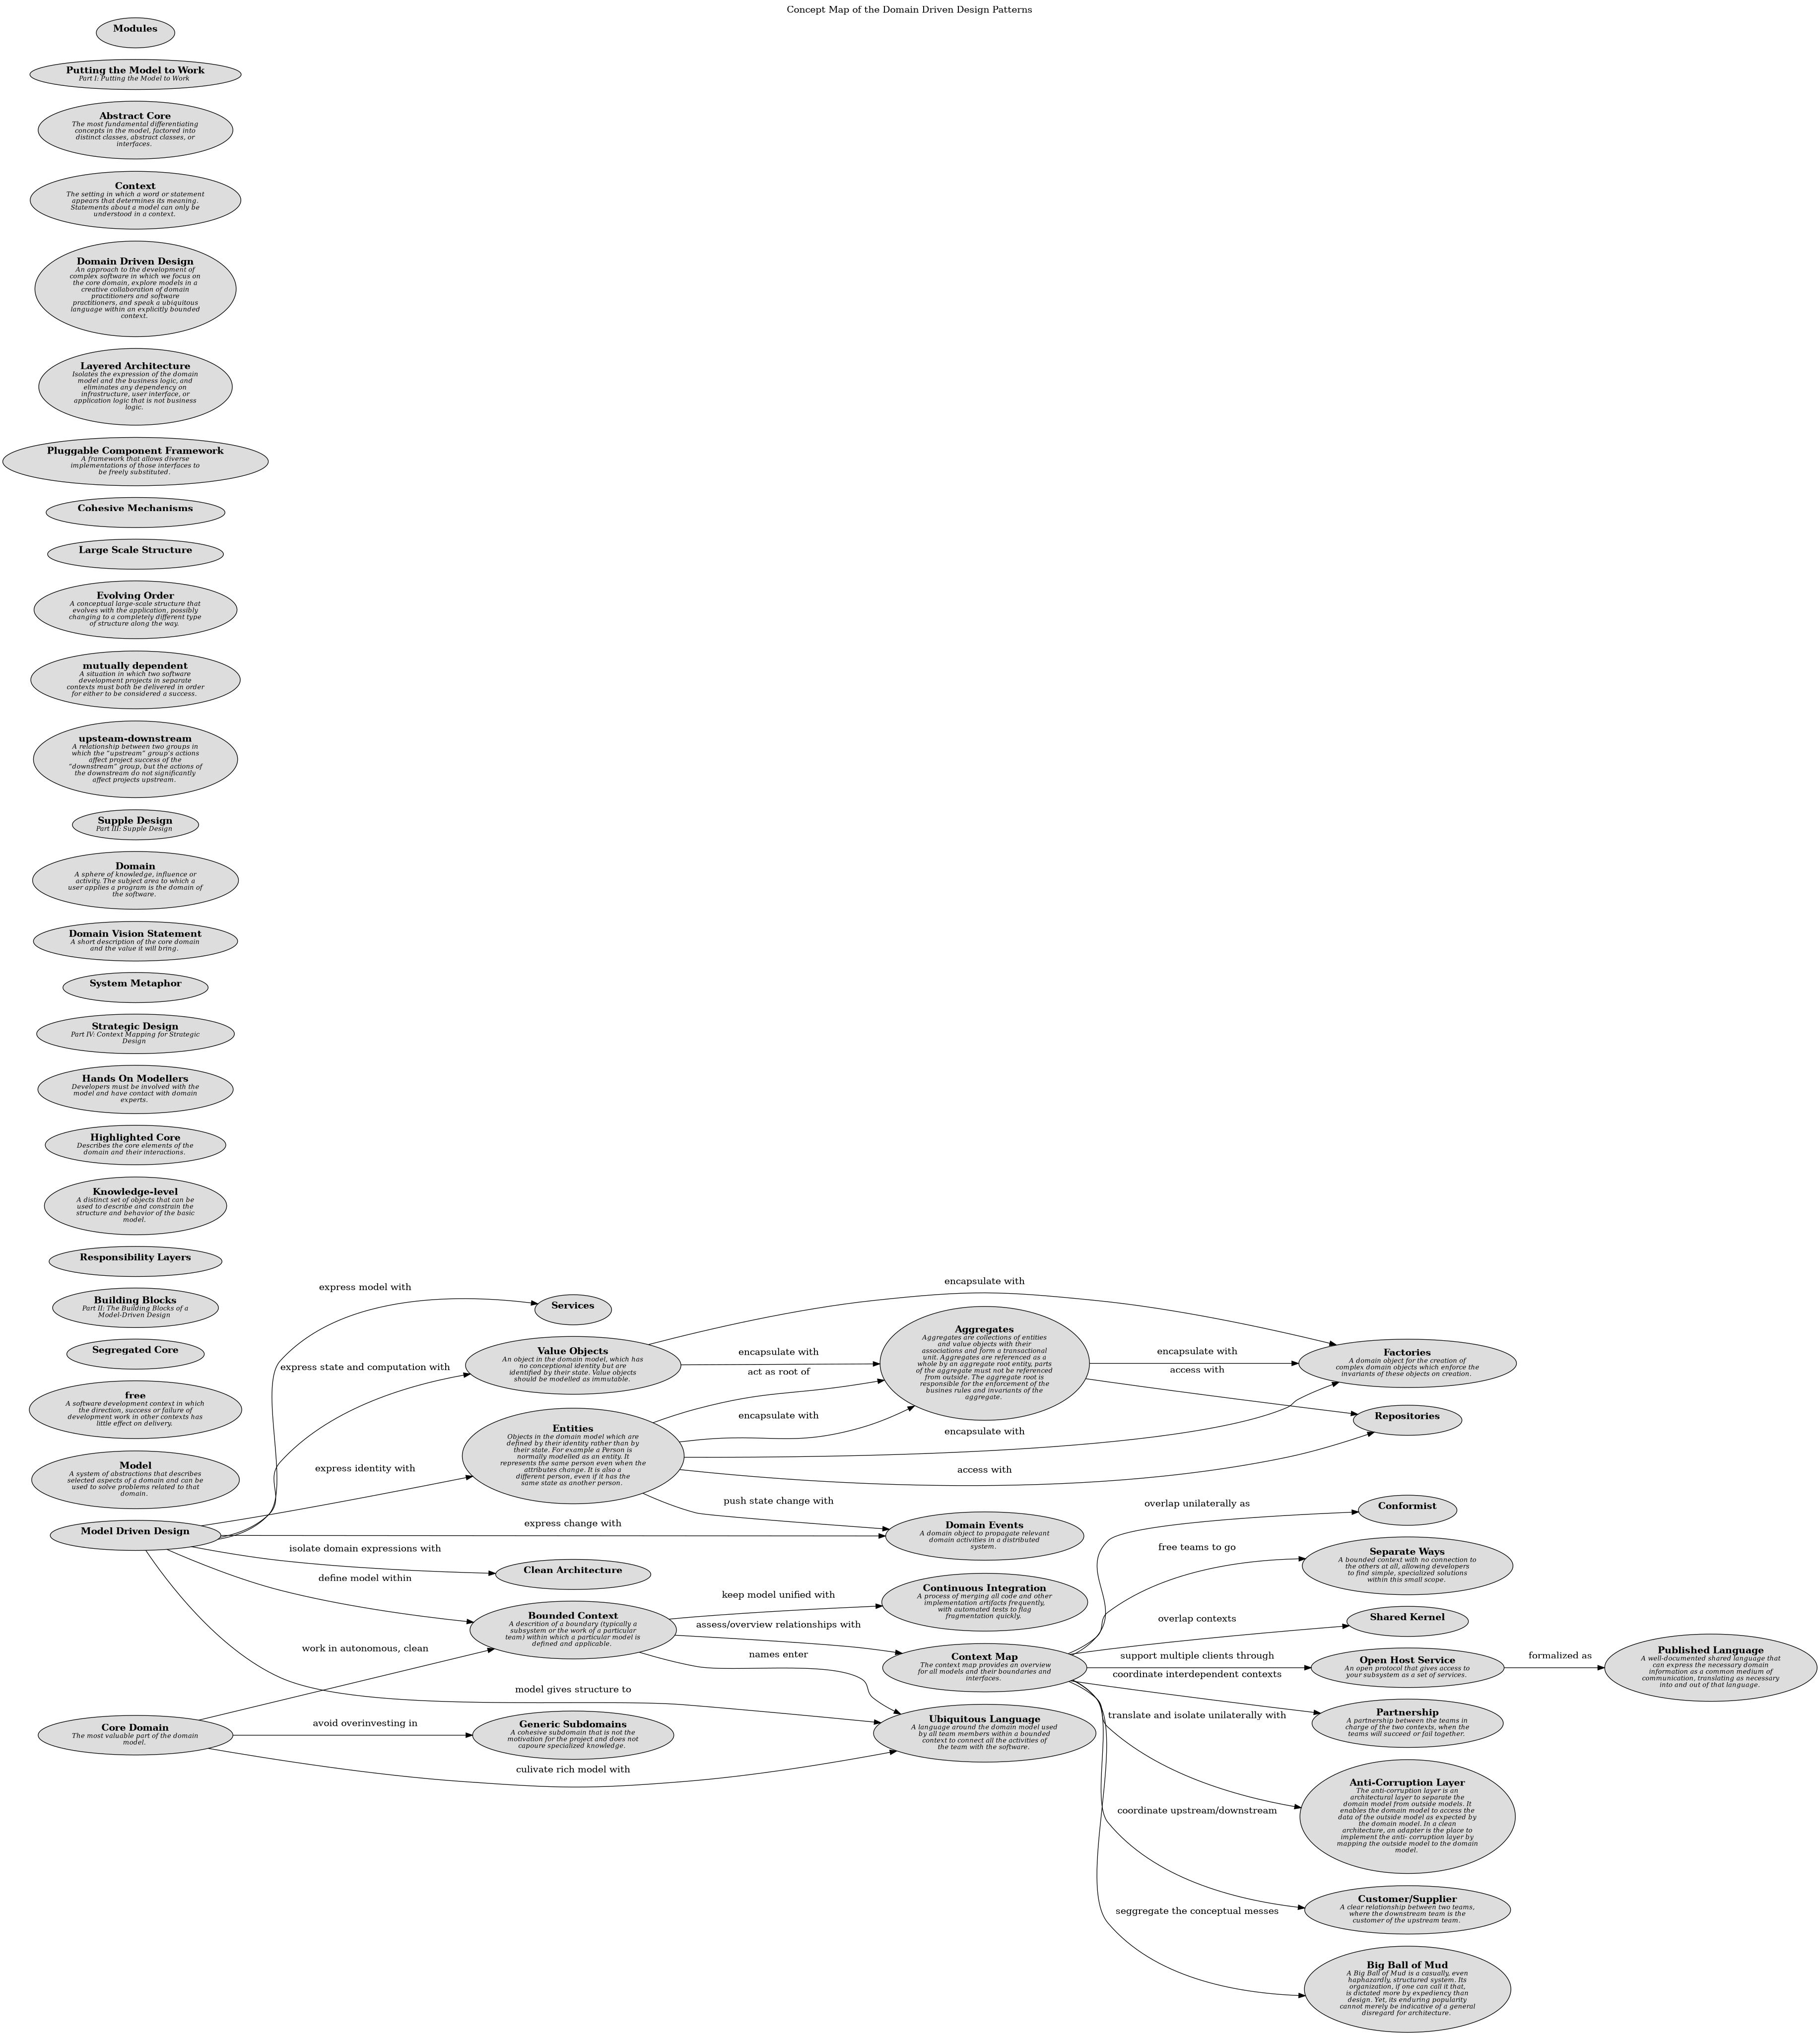 Concept Map of the Domain Driven Design Patterns
Modules
Putting the Model to Work
Part I: Putting the Model to Work
Abstract Core
The most fundamental differentiating
concepts in the model, factored into
distinct classes, abstract classes, or
interfaces.
Context
The setting in which a word or statement
appears that determines its meaning.
Statements about a model can only be
understood in a context.
Domain Driven Design
An approach to the development of
complex software in which we focus on
the core domain, explore models in a
creative collaboration of domain
practitioners and software
practitioners, and speak a ubiquitous
language within an explicitly bounded
context.
Layered Architecture
Isolates the expression of the domain
model and the business logic, and
eliminates any dependency on
infrastructure, user interface, or
application logic that is not business
logic.
Pluggable Component Framework
A framework that allows diverse
implementations of those interfaces to
be freely substituted.
Cohesive Mechanisms
Large Scale Structure
Evolving Order
A conceptual large-scale structure that
evolves with the application, possibly
changing to a completely different type
of structure along the way.
mutually dependent
A situation in which two software
development projects in separate
contexts must both be delivered in order
for either to be considered a success.
upsteam-downstream
A relationship between two groups in
which the “upstream” group’s actions
affect project success of the
“downstream” group, but the actions of
the downstream do not significantly
affect projects upstream.
Supple Design
Part III: Supple Design
Domain
A sphere of knowledge, influence or
activity. The subject area to which a
user applies a program is the domain of
the software.
Domain Vision Statement
A short description of the core domain
and the value it will bring.
System Metaphor
Strategic Design
Part IV: Context Mapping for Strategic
Design
Hands On Modellers
Developers must be involved with the
model and have contact with domain
experts.
Highlighted Core
Describes the core elements of the
domain and their interactions.
Knowledge-level
A distinct set of objects that can be
used to describe and constrain the
structure and behavior of the basic
model.
Responsibility Layers
Building Blocks
Part II: The Building Blocks of a
Model-Driven Design
Segregated Core
free
A software development context in which
the direction, success or failure of
development work in other contexts has
little effect on delivery.
Model
A system of abstractions that describes
selected aspects of a domain and can be
used to solve problems related to that
domain.
Model Driven Design
Core Domain
The most valuable part of the domain
model.
express model with
express state and computation with
express identity with
express change with
isolate domain expressions with
define model within
work in autonomous, clean
model gives structure to
avoid overinvesting in
culivate rich model with
Services
Value Objects
An object in the domain model, which has
no conceptional identity but are
identified by their state. Value objects
should be modelled as immutable.
Entities
Objects in the domain model which are
defined by their identity rather than by
their state. For example a Person is
normally modelled as an entity. It
represents the same person even when the
attributes change. It is also a
different person, even if it has the
same state as another person.
Clean Architecture
Bounded Context
A descrition of a boundary (typically a
subsystem or the work of a particular
team) within which a particular model is
defined and applicable.
Generic Subdomains
A cohesive subdomain that is not the
motivation for the project and does not
capoure specialized knowledge.
encapsulate with
encapsulate with
act as root of
encapsulate with
encapsulate with
access with
push state change with
keep model unified with
assess/overview relationships with
names enter
Aggregates
Aggregates are collections of entities
and value objects with their
associations and form a transactional
unit. Aggregates are referenced as a
whole by an aggregate root entity, parts
of the aggregate must not be referenced
from outside. The aggregate root is
responsible for the enforcement of the
busines rules and invariants of the
aggregate.
Domain Events
A domain object to propagate relevant
domain activities in a distributed
system.
Continuous Integration
A process of merging all code and other
implementation artifacts frequently,
with automated tests to flag
fragmentation quickly.
Context Map
The context map provides an overview
for all models and their boundaries and
interfaces.
Ubiquitous Language
A language around the domain model used
by all team members within a bounded
context to connect all the activities of
the team with the software.
encapsulate with
access with
overlap unilaterally as
free teams to go
overlap contexts
support multiple clients through
coordinate interdependent contexts
translate and isolate unilaterally with
coordinate upstream/downstream
seggregate the conceptual messes
Factories
A domain object for the creation of
complex domain objects which enforce the
invariants of these objects on creation.
Repositories
Conformist
Separate Ways
A bounded context with no connection to
the others at all, allowing developers
to find simple, specialized solutions
within this small scope.
Shared Kernel
Open Host Service
An open protocol that gives access to
your subsystem as a set of services.
Partnership
A partnership between the teams in
charge of the two contexts, when the
teams will succeed or fail together.
Anti-Corruption Layer
The anti-corruption layer is an
architectural layer to separate the
domain model from outside models. It
enables the domain model to access the
data of the outside model as expected by
the domain model. In a clean
architecture, an adapter is the place to
implement the anti- corruption layer by
mapping the outside model to the domain
model.
Customer/Supplier
A clear relationship between two teams,
where the downstream team is the
customer of the upstream team.
Big Ball of Mud
A Big Ball of Mud is a casually, even
haphazardly, structured system. Its
organization, if one can call it that,
is dictated more by expediency than
design. Yet, its enduring popularity
cannot merely be indicative of a general
disregard for architecture.
formalized as
Published Language
A well-documented shared language that
can express the necessary domain
information as a common medium of
communication, translating as necessary
into and out of that language.